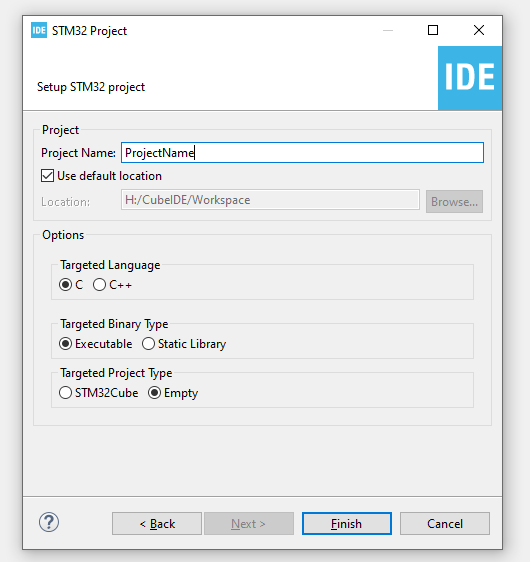 IDE STM32 Project
Setup STM32 project
IDE
Project
Project Name: ProjectName
Use default location
Location: H:/CubeIDE/Workspace Browse...
Options
Targeted Language
C C++
Targeted Binary Type
Executable Static Library
Targeted Project Type
STM32Cube Empty
? < Back Next > Finish Cancel